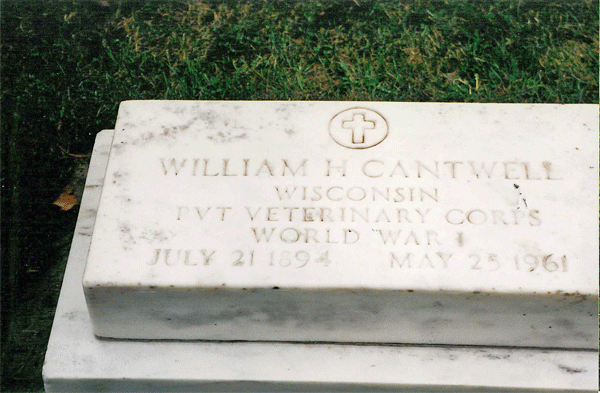 WILLIAM H CANTWELL
WISCONSIN
PVT VETERINARY CORPS
WORLD WAR I
JULY 21 1894 MAY 25 1961